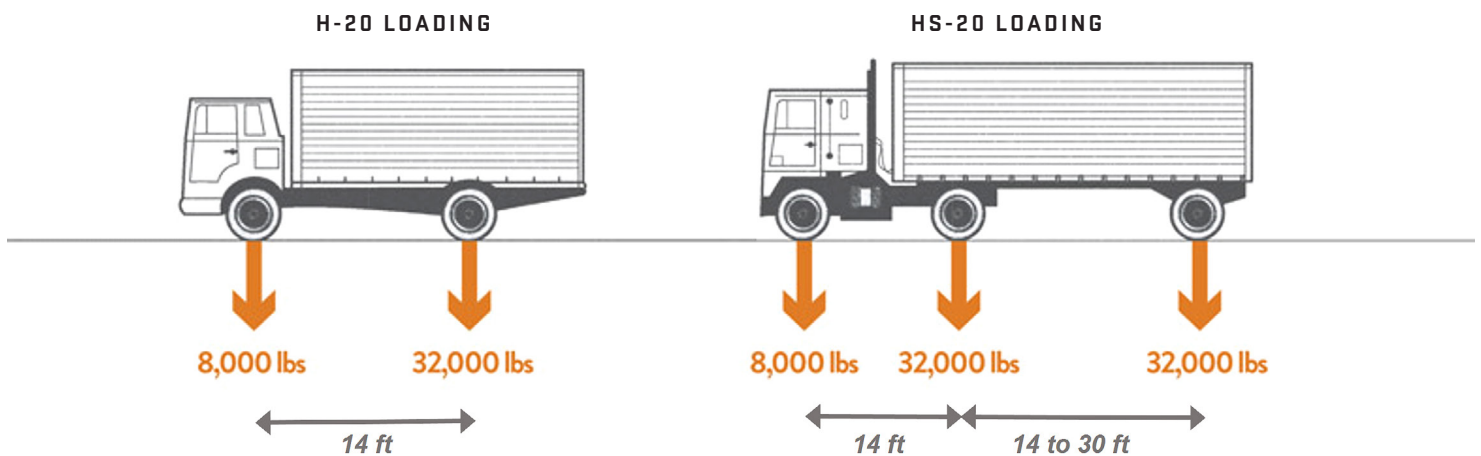 H-20 LOADING
HS-20 LOADING
8,000 lbs
32,000 lbs
8,000 lbs
32,000 lbs
32,000 lbs
14 ft
14 ft
14 to 30 ft